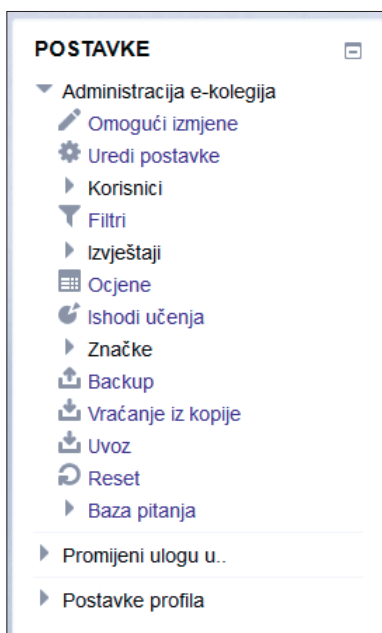 POSTAVKE
Administracija e-kolegija
Omogući izmjene
Uredi postavke
Korisnici
Filtri
Izvještaji
Ocjene
Ishodi učenja
Značke
Backup
Vraćanje iz kopije
Uvoz
Reset
Baza pitanja
Promijeni ulogu u..
Postavke profila